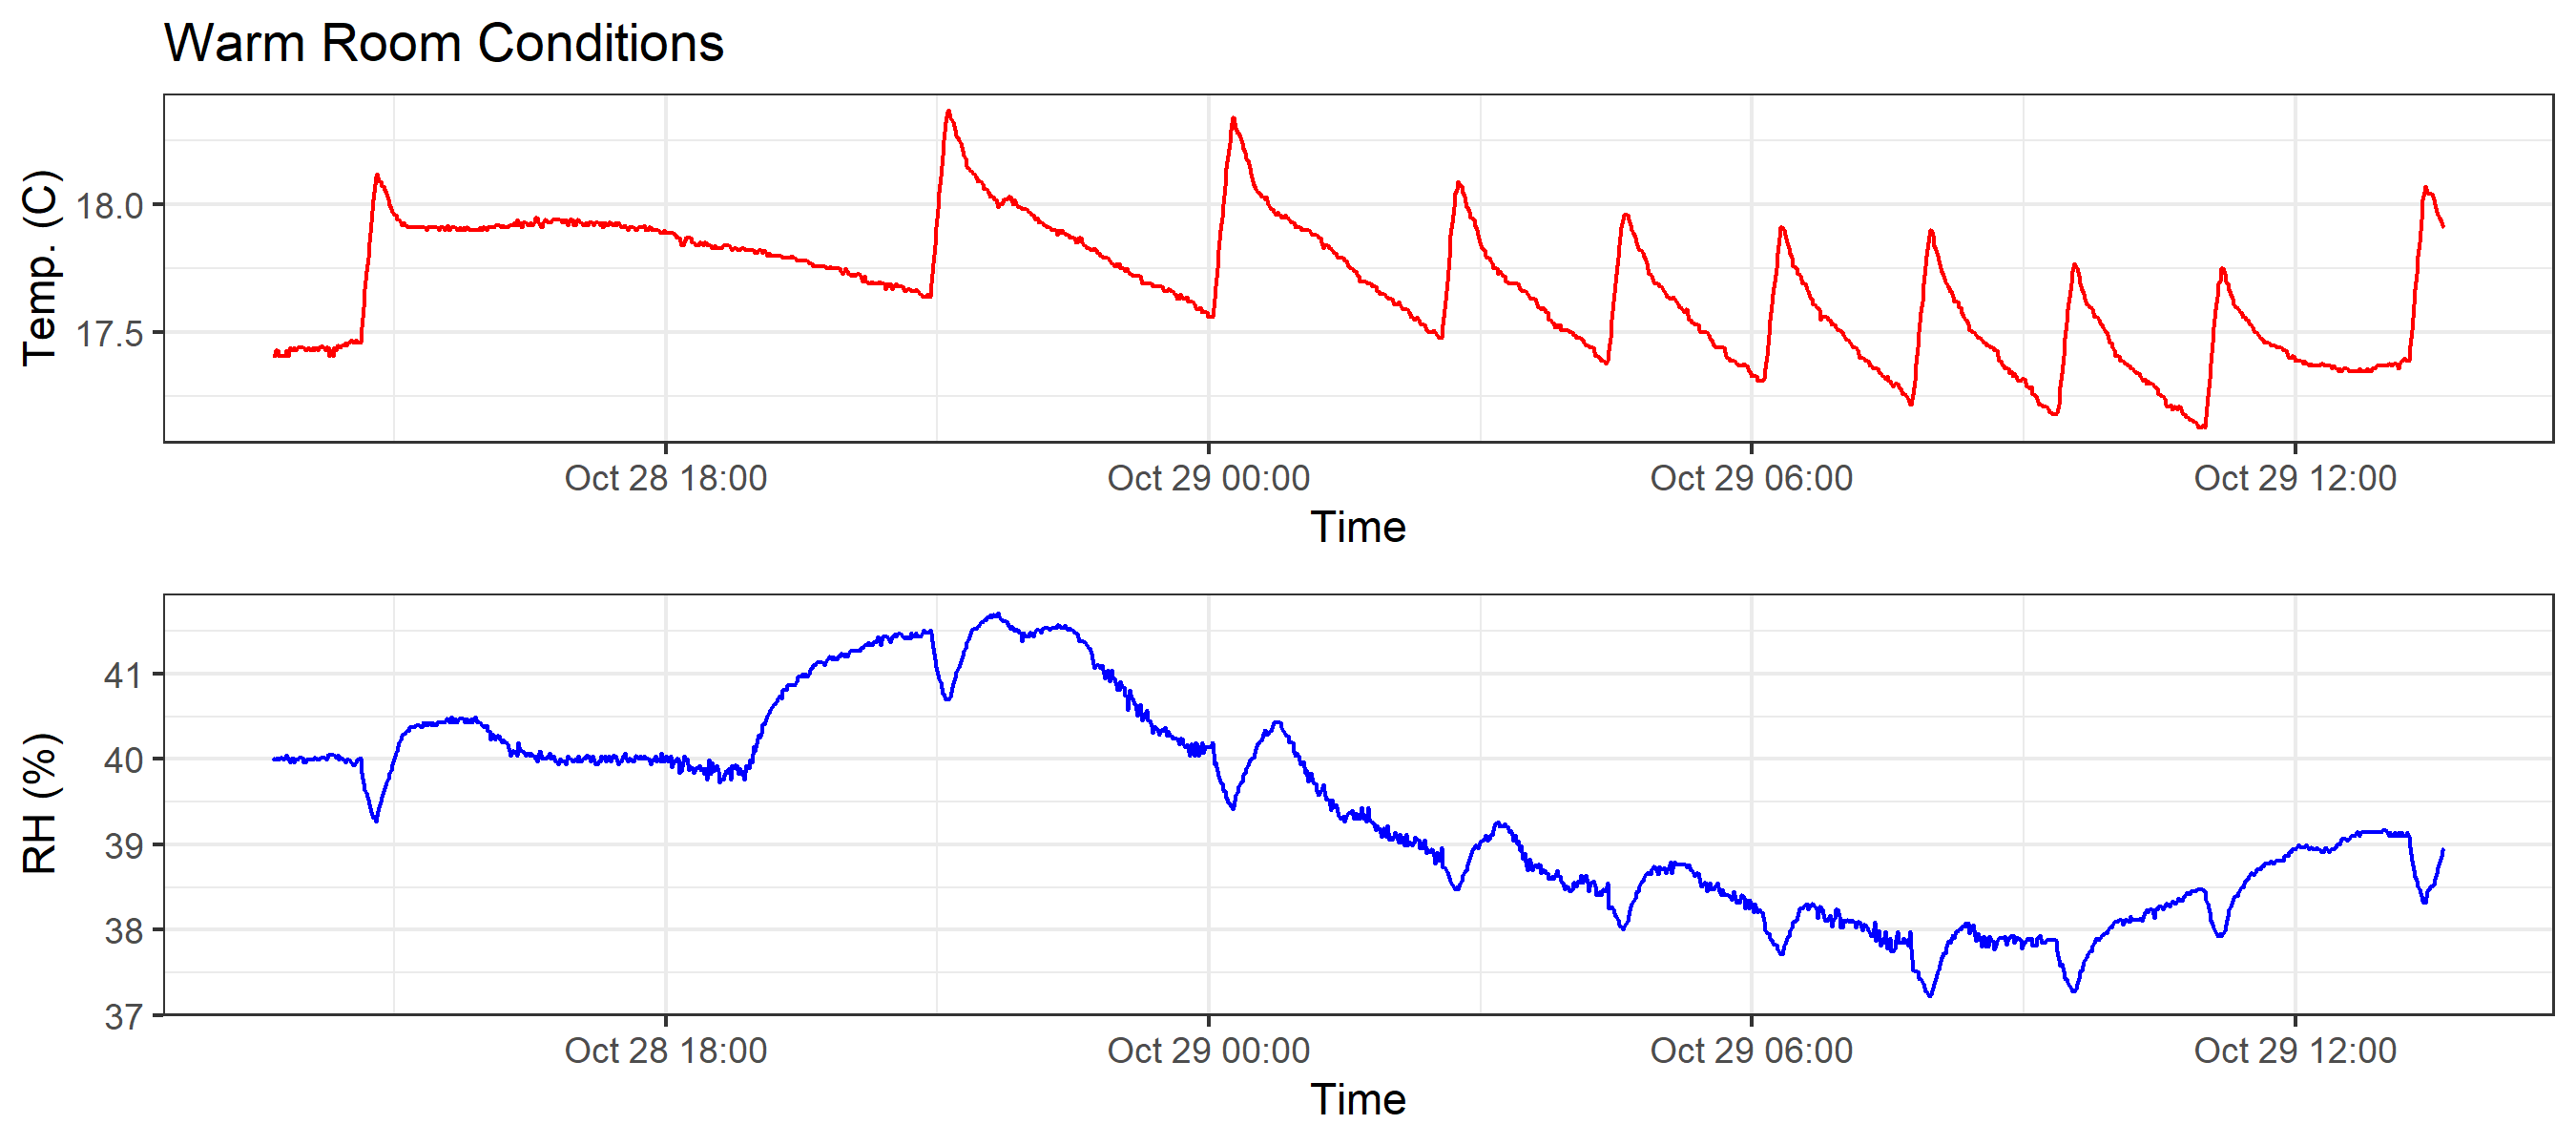 Warm Room Conditions
Temp. (C)
18.0
17.5
Oct 28 18:00 Oct 29 00:00 Oct 29 06:00 Oct 29 12:00
Time
RH (%)
41
40
39
38
37
Oct 28 18:00 Oct 29 00:00 Oct 29 06:00 Oct 29 12:00
Time